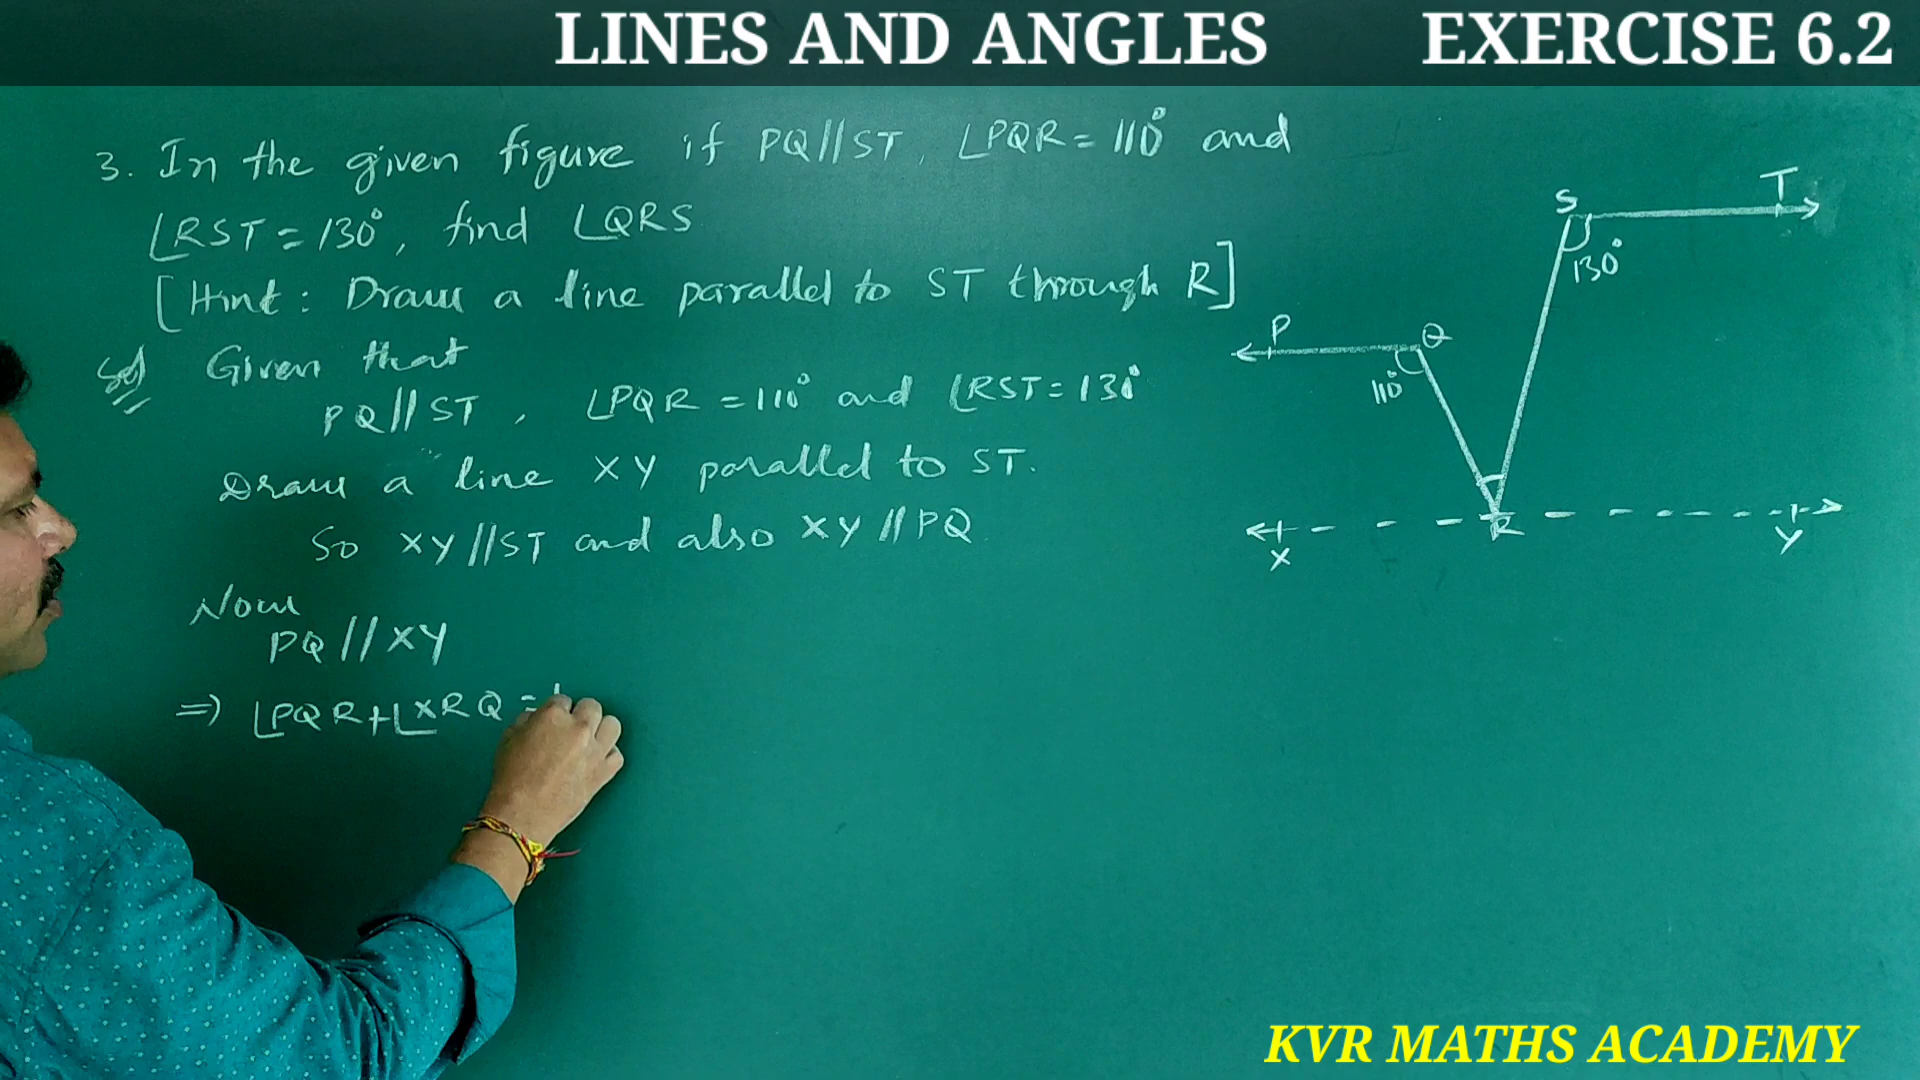 LINES AND ANGLES EXERCISE 6.2
3. In the given figure if PQ//ST, ∠PQR = 110° and
∠RST = 130°, find ∠QRS
[Hint: Draw a line parallel to ST through R]
Sol Given that
PQ//ST, ∠PQR = 110° and ∠RST = 130°
Draw a line XY parallel to ST.
So XY//ST and also XY//PQ
Now
PQ//XY
⇒ ∠PQR+∠XRQ =
S T
130°
P Q
110°
R
X Y
KVR MATHS ACADEMY